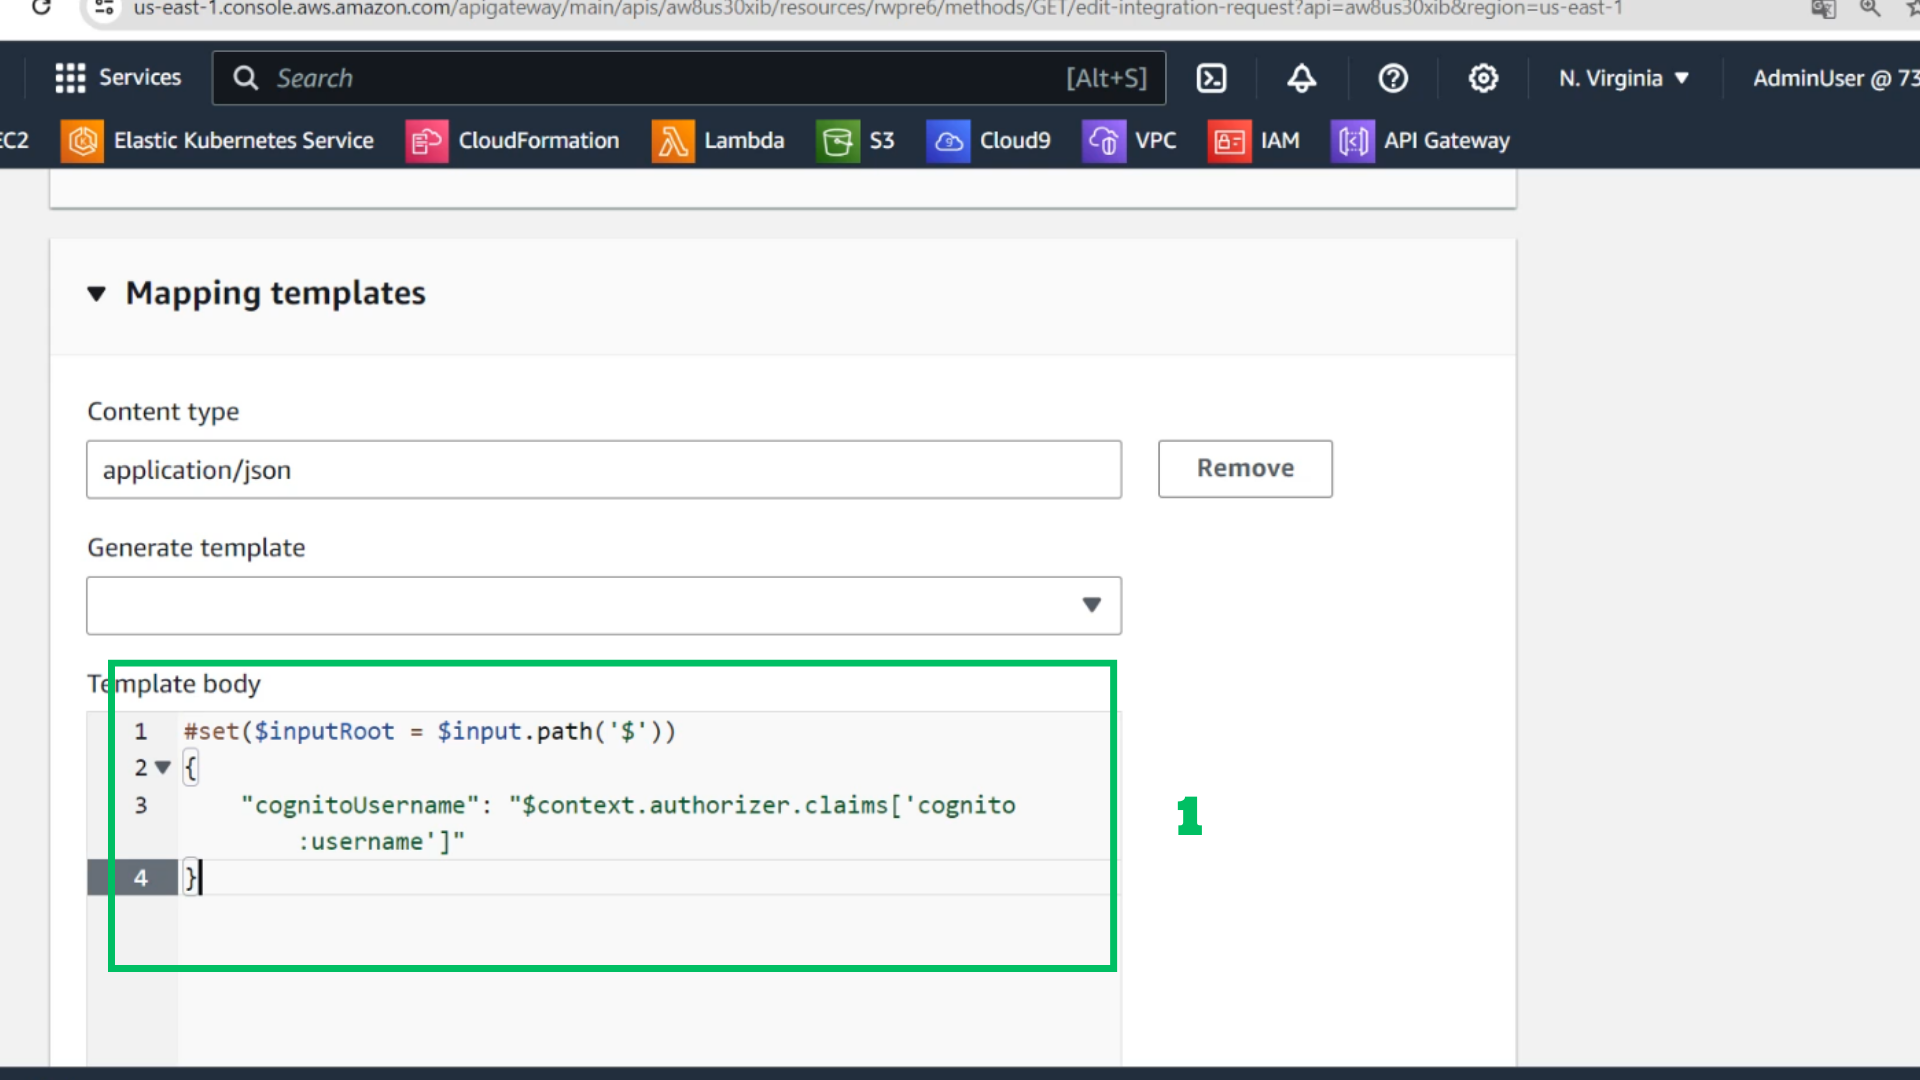 us-east-1.console.aws.amazon.com/apigateway/main/apis/aw8us30xib/resources/rwpre6/methods/GET/edit-integration-request?api=aw8us30xib&region=us-east-1
Services
Search
[Alt+S]
N. Virginia
AdminUser @ 73
EC2
Elastic Kubernetes Service
CloudFormation
Lambda
S3
Cloud9
VPC
IAM
API Gateway
Mapping templates
Content type
application/json
Remove
Generate template
Template body
1 #set($inputRoot = $input.path('$'))
2 {
3 "cognitoUsername": "$context.authorizer.claims['cognito
:username']"
4 }
1